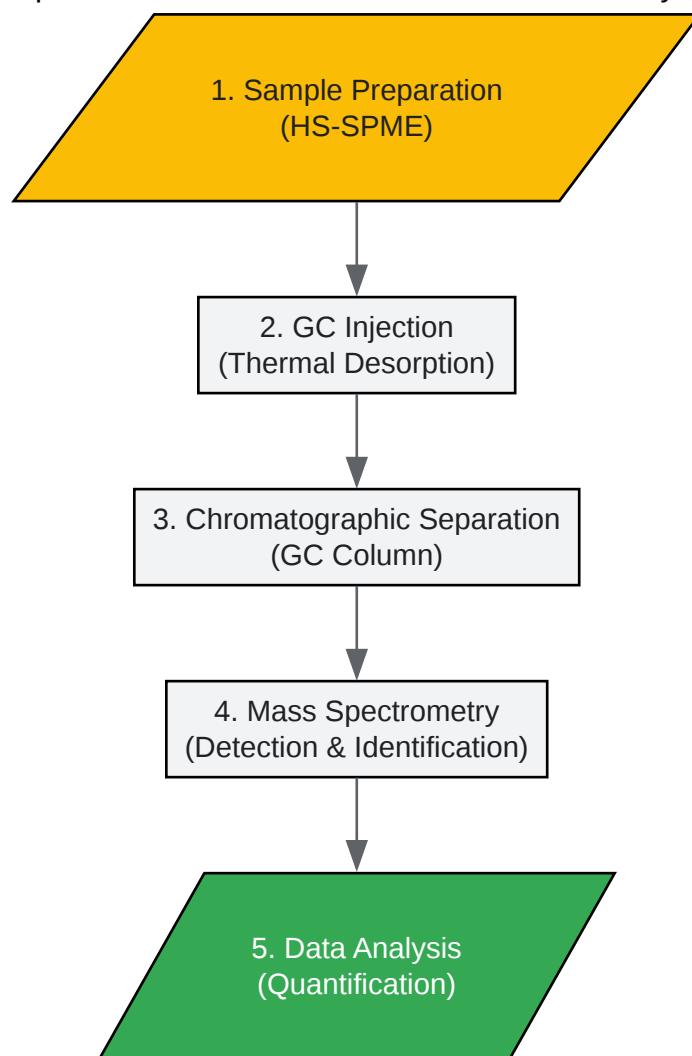 1. Sample Preparation
(HS-SPME)
2. GC Injection
(Thermal Desorption)
3. Chromatographic Separation
(GC Column)
4. Mass Spectrometry
(Detection & Identification)
5. Data Analysis
(Quantification)